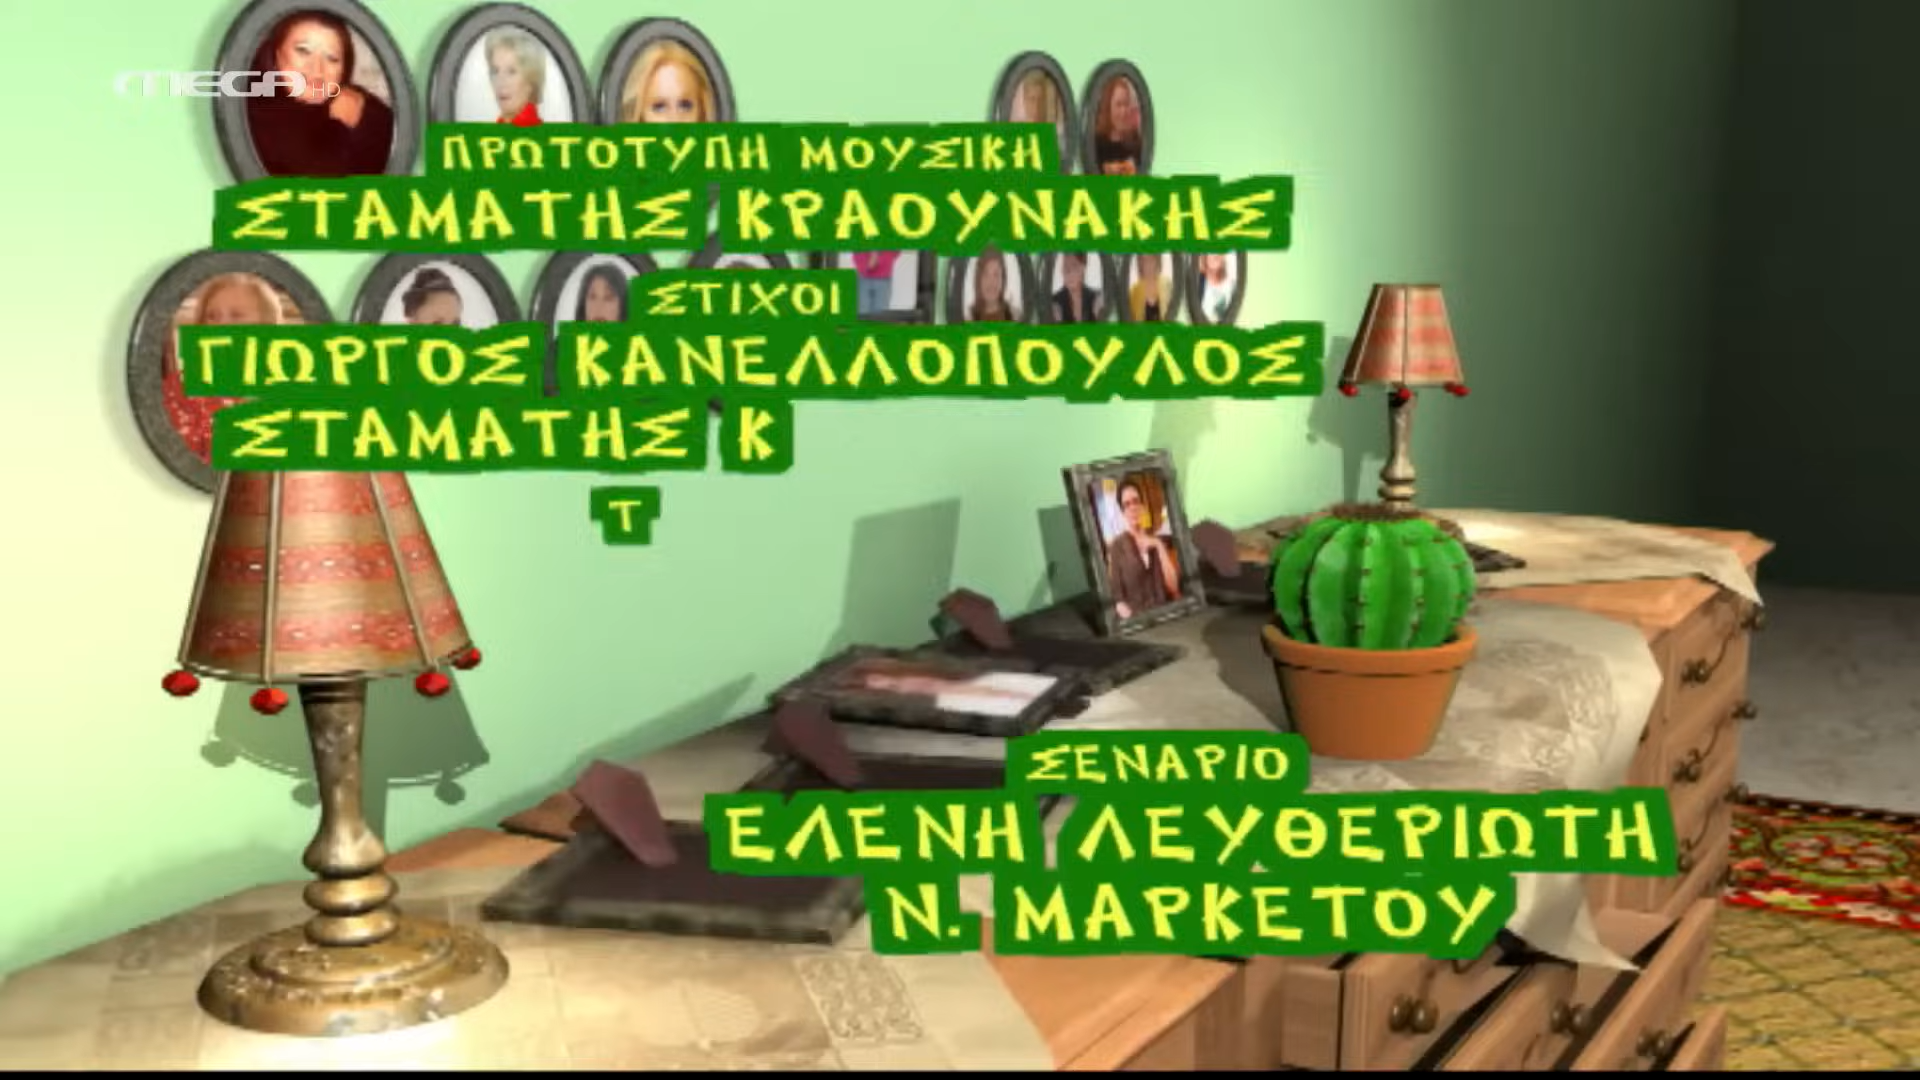 MEGA HD
ΠΡΩΤΟΤΥΠΗ ΜΟΥΣΙΚΗ
ΣΤΑΜΑΤΗΣ ΚΡΑΟΥΝΑΚΗΣ
ΣΤΙΧΟΙ
ΓΙΩΡΓΟΣ ΚΑΝΕΛΛΟΠΟΥΛΟΣ
ΣΤΑΜΑΤΗΣ Κ
Τ
ΣΕΝΑΡΙΟ
ΕΛΕΝΗ ΛΕΥΘΕΡΙΩΤΗ
Ν. ΜΑΡΚΕΤΟΥ